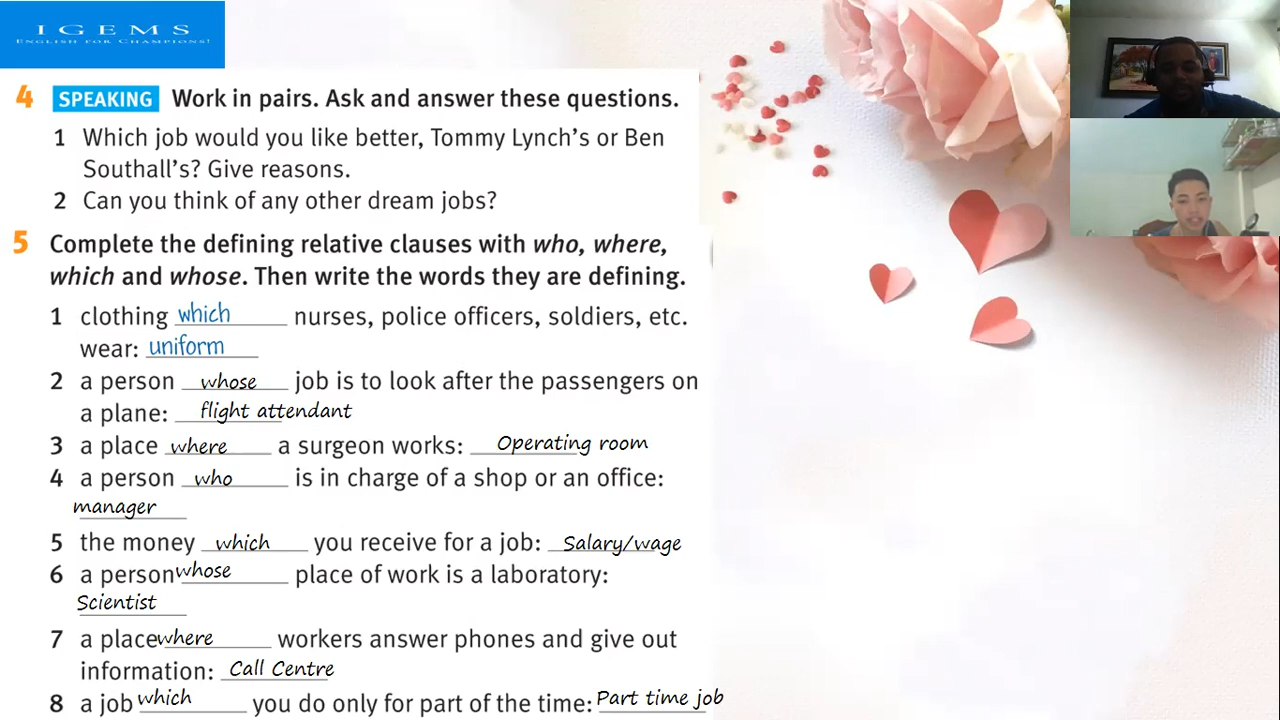 IGEMS
ENGLISH FOR CHAMPIONS!
4 SPEAKING Work in pairs. Ask and answer these questions.
1 Which job would you like better, Tommy Lynch's or Ben
Southall's? Give reasons.
2 Can you think of any other dream jobs?
5 Complete the defining relative clauses with who, where,
which and whose. Then write the words they are defining.
1 clothing which nurses, police officers, soldiers, etc.
wear: uniform
2 a person whose job is to look after the passengers on
a plane: flight attendant
3 a place where a surgeon works: Operating room
4 a person who is in charge of a shop or an office:
manager
5 the money which you receive for a job: Salary/wage
6 a person whose place of work is a laboratory:
Scientist
7 a place where workers answer phones and give out
information: Call Centre
8 a job which you do only for part of the time: Part time job